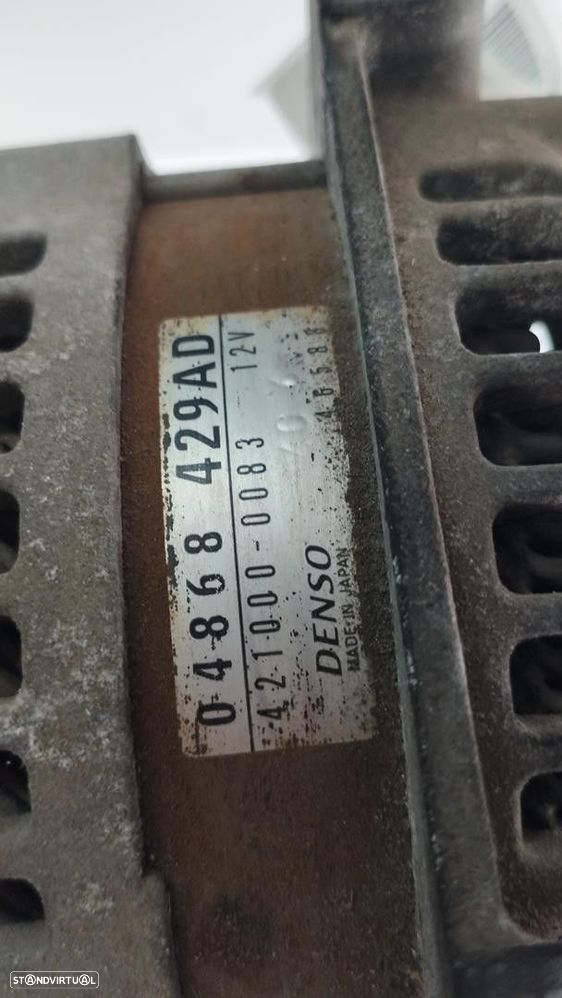 04868 429AD
421000-0083 12V
DENSO
MADE IN JAPAN
STANDVIRTUAL